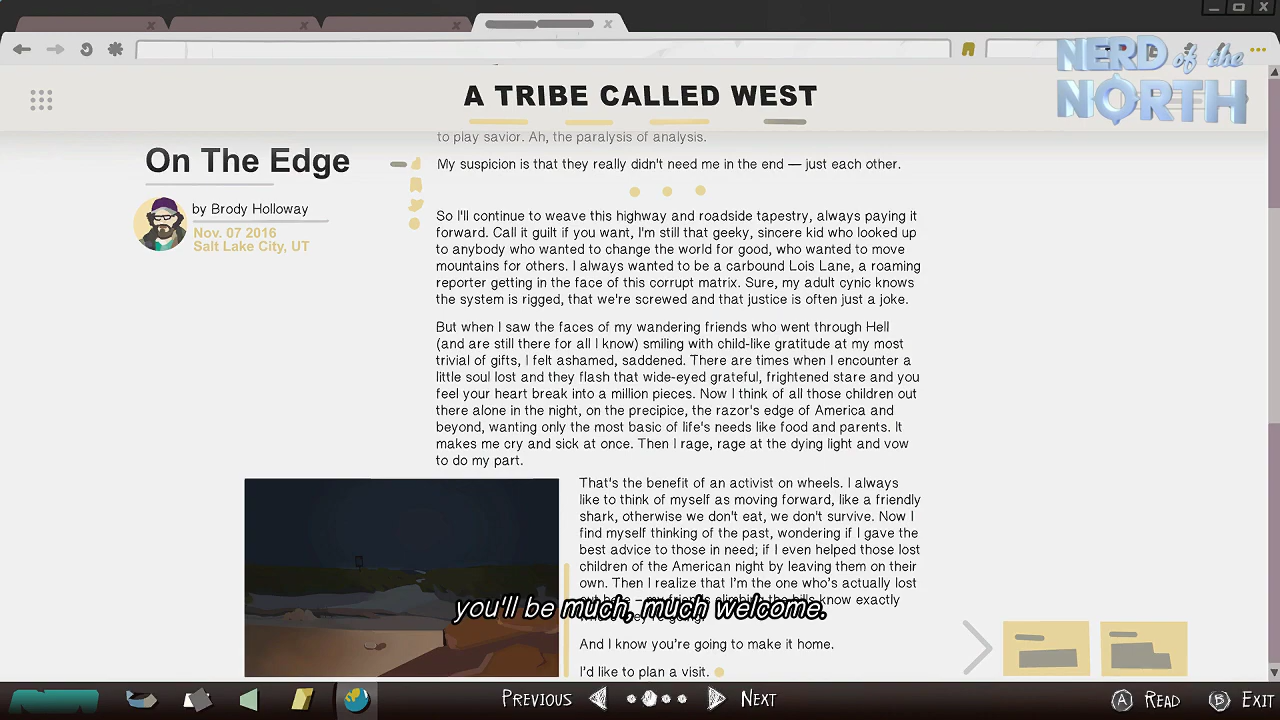 NERD of the NORTH
A TRIBE CALLED WEST
to play savior. Ah, the paralysis of analysis.
On The Edge
My suspicion is that they really didn't need me in the end — just each other.
by Brody Holloway
Nov. 07 2016
Salt Lake City, UT
So I'll continue to weave this highway and roadside tapestry, always paying it
forward. Call it guilt if you want, I'm still that geeky, sincere kid who looked up
to anybody who wanted to change the world for good, who wanted to move
mountains for others. I always wanted to be a carbound Lois Lane, a roaming
reporter getting in the face of this corrupt matrix. Sure, my adult cynic knows
the system is rigged, that we're screwed and that justice is often just a joke.
But when I saw the faces of my wandering friends who went through Hell
(and are still there for all I know) smiling with child-like gratitude at my most
trivial of gifts, I felt ashamed, saddened. There are times when I encounter a
little soul lost and they flash that wide-eyed grateful, frightened stare and you
feel your heart break into a million pieces. Now I think of all those children out
there alone in the night, on the precipice, the razor's edge of America and
beyond, wanting only the most basic of life's needs like food and parents. It
makes me cry and sick at once. Then I rage, rage at the dying light and vow
to do my part.
That's the benefit of an activist on wheels. I always
like to think of myself as moving forward, like a friendly
shark, otherwise we don't eat, we don't survive. Now I
find myself thinking of the past, wondering if I gave the
best advice to those in need; if I even helped those lost
children of the American night by leaving them on their
own. Then I realize that I'm the one who's actually lost
out here – my friends climbing the hills know exactly
where they're going.
you'll be much, much welcome.
And I know you're going to make it home.
I'd like to plan a visit.
PREVIOUS NEXT
A READ B EXIT